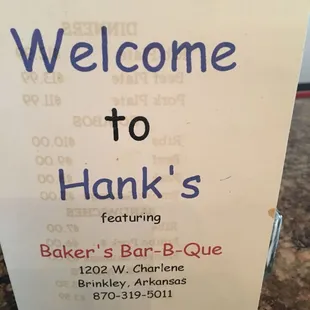 Welcome
to
Hank's
featuring
Baker's Bar-B-Que
1202 W. Charlene
Brinkley, Arkansas
870-319-5011